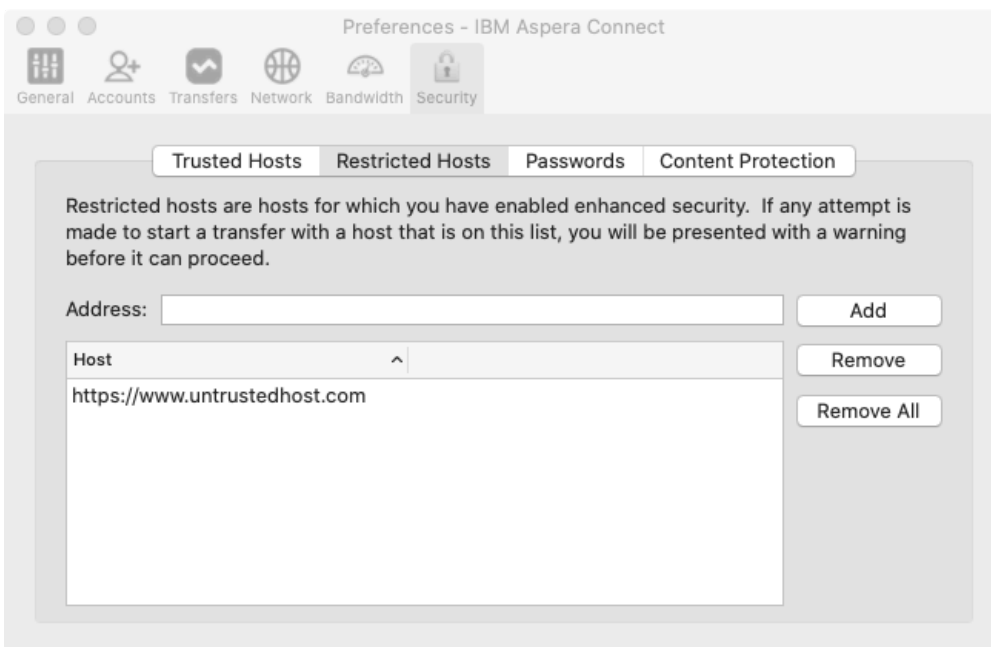 Preferences - IBM Aspera Connect
General Accounts Transfers Network Bandwidth Security
Trusted Hosts Restricted Hosts Passwords Content Protection
Restricted hosts are hosts for which you have enabled enhanced security.  If any attempt is
made to start a transfer with a host that is on this list, you will be presented with a warning
before it can proceed.
Address: Add
Host Remove
https://www.untrustedhost.com
Remove All